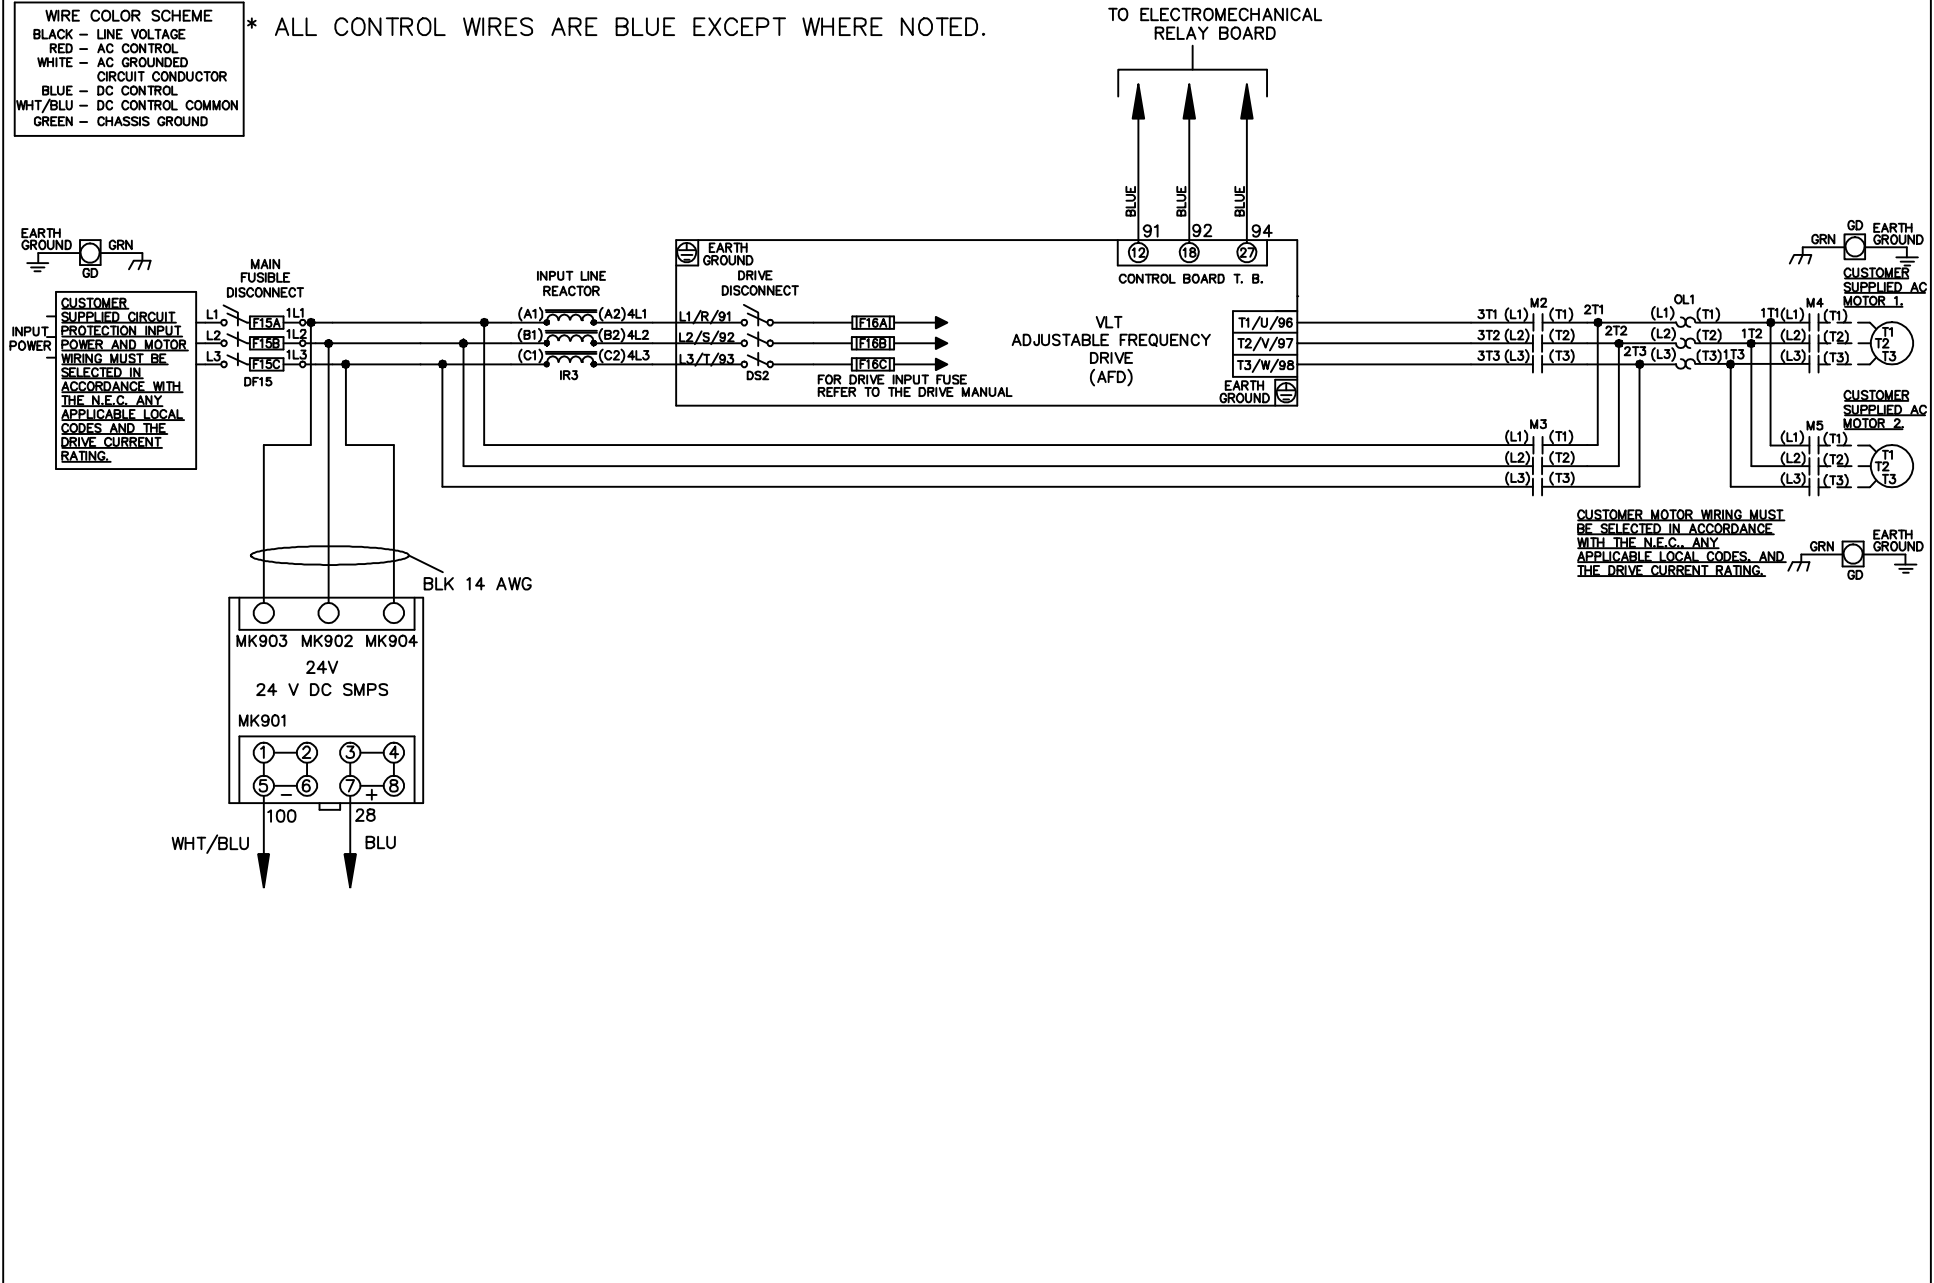 WIRE COLOR SCHEME
BLACK – LINE VOLTAGE
RED – AC CONTROL
WHITE – AC GROUNDED
CIRCUIT CONDUCTOR
BLUE – DC CONTROL
WHT/BLU – DC CONTROL COMMON
GREEN – CHASSIS GROUND
* ALL CONTROL WIRES ARE BLUE EXCEPT WHERE NOTED.
TO ELECTROMECHANICAL
RELAY BOARD
BLUE
BLUE
BLUE
91 92 94
12 18 27
CONTROL BOARD T. B.
EARTH
GROUND
GRN
GD
INPUT
POWER
CUSTOMER
SUPPLIED CIRCUIT
PROTECTION INPUT
POWER AND MOTOR
WIRING MUST BE
SELECTED IN
ACCORDANCE WITH
THE N.E.C. ANY
APPLICABLE LOCAL
CODES AND THE
DRIVE CURRENT
RATING.
MAIN
FUSIBLE
DISCONNECT
L1 F15A 1L1
L2 F15B 1L2
L3 F15C 1L3
DF15
INPUT LINE
REACTOR
(A1) (A2) 4L1
(B1) (B2) 4L2
(C1) (C2) 4L3
IR3
EARTH
GROUND
DRIVE
DISCONNECT
L1/R/91
L2/S/92
L3/T/93
DS2
F16A
F16B
F16C
FOR DRIVE INPUT FUSE
REFER TO THE DRIVE MANUAL
VLT
ADJUSTABLE FREQUENCY
DRIVE
(AFD)
T1/U/96
T2/V/97
T3/W/98
EARTH
GROUND
M2
3T1 (L1) (T1) 2T1
3T2 (L2) (T2) 2T2
3T3 (L3) (T3) 2T3
M3
(L1) (T1)
(L2) (T2)
(L3) (T3)
OL1
(L1) (T1) 1T1
(L2) (T2) 1T2
(L3) (T3) 1T3
M4
(L1) (T1)
(L2) (T2)
(L3) (T3)
T1
T2
T3
GRN
GD
EARTH
GROUND
CUSTOMER
SUPPLIED AC
MOTOR 1.
CUSTOMER
SUPPLIED AC
MOTOR 2.
M5
(L1) (T1)
(L2) (T2)
(L3) (T3)
T1
T2
T3
CUSTOMER MOTOR WIRING MUST
BE SELECTED IN ACCORDANCE
WITH THE N.E.C., ANY
APPLICABLE LOCAL CODES, AND
THE DRIVE CURRENT RATING.
GRN
GD
EARTH
GROUND
BLK 14 AWG
MK903 MK902 MK904
24V
24 V DC SMPS
MK901
1 2 3 4
5 6 7 8
– +
100 28
WHT/BLU BLU